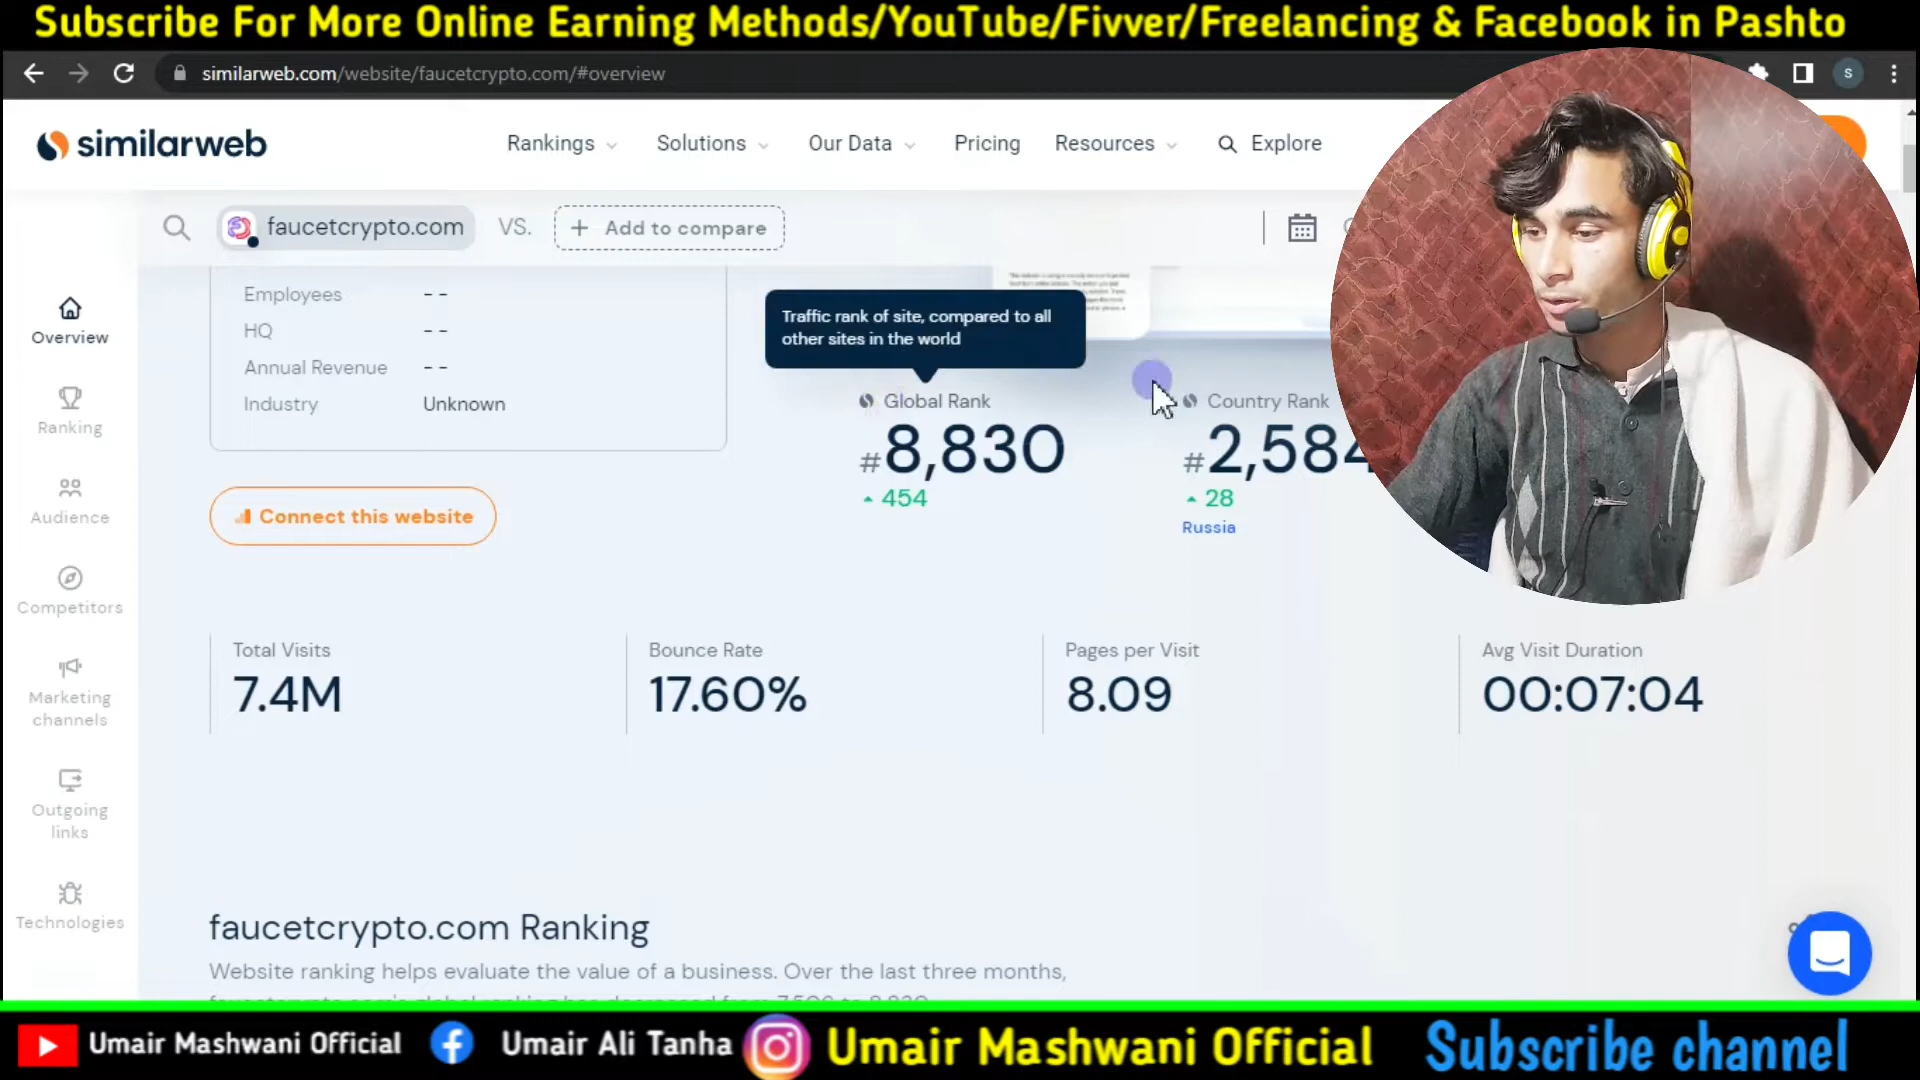 Subscribe For More Online Earning Methods/YouTube/Fivver/Freelancing & Facebook in Pashto
similarweb.com/website/faucetcrypto.com/#overview
S
similarweb
Rankings
Solutions
Our Data
Pricing
Resources
Explore
faucetcrypto.com
VS.
+ Add to compare
Overview
Ranking
Audience
Competitors
Marketing channels
Outgoing links
Technologies
Employees - -
HQ - -
Annual Revenue - -
Industry Unknown
Connect this website
Traffic rank of site, compared to all
other sites in the world
Global Rank
#8,830
454
Country Rank
#2,584
28
Russia
Total Visits
7.4M
Bounce Rate
17.60%
Pages per Visit
8.09
Avg Visit Duration
00:07:04
faucetcrypto.com Ranking
Website ranking helps evaluate the value of a business. Over the last three months,
Umair Mashwani Official
Umair Ali Tanha
Umair Mashwani Official
Subscribe channel